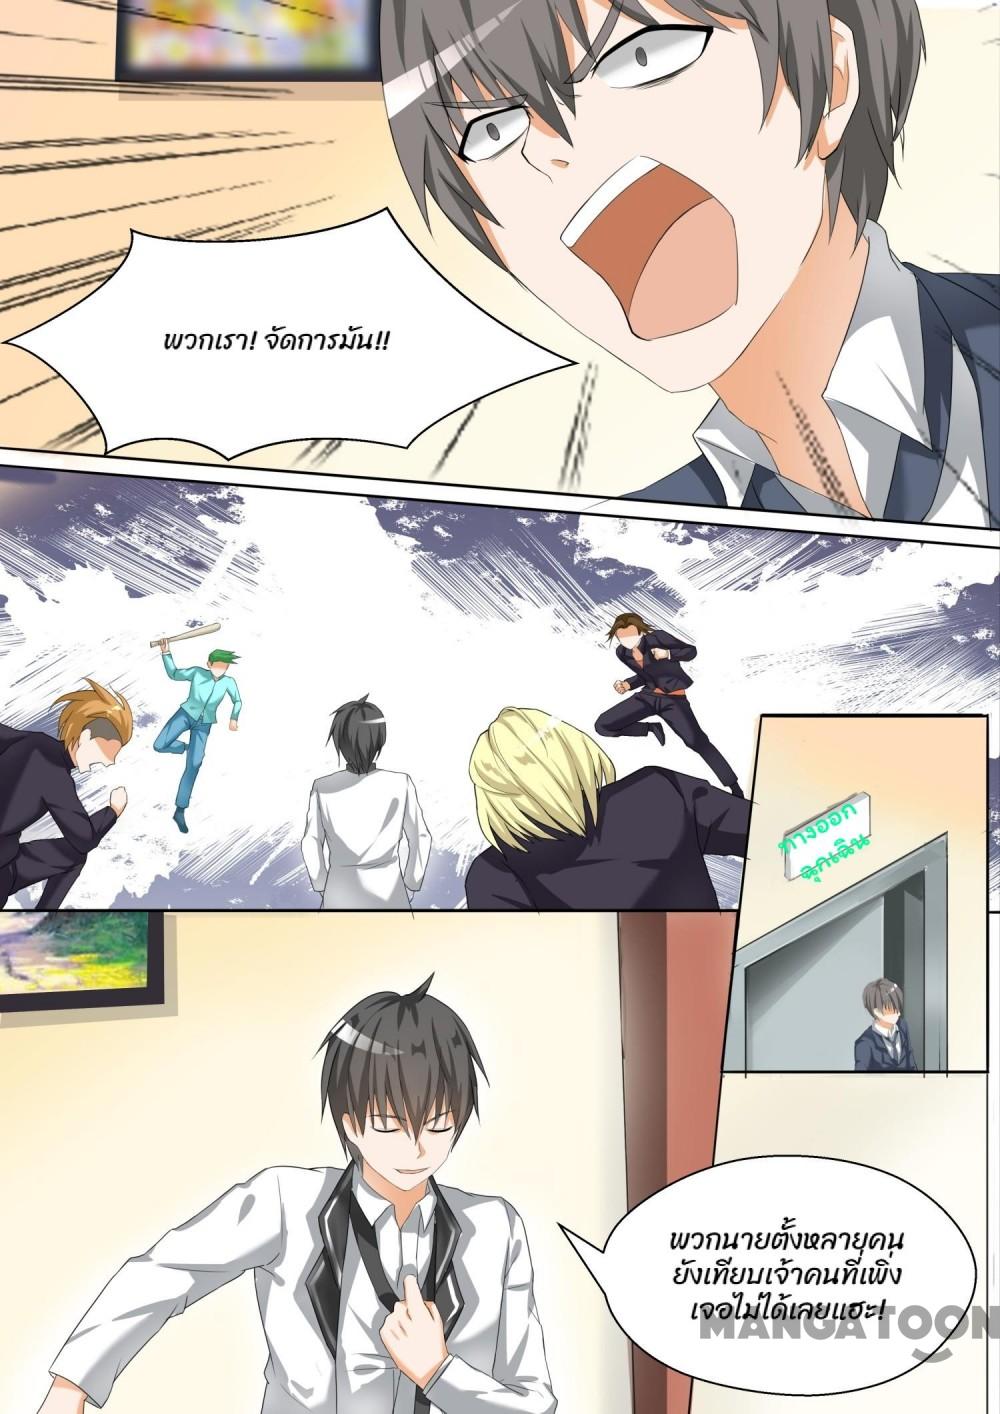 พวกเรา! จัดการมัน!!
ทางออก
ฉุกเฉิน
พวกนายตั้งหลายคน
ยังเทียบเจ้าคนที่เพิ่ง
เจอไม่ได้เลยแฮะ!
MANGATOON